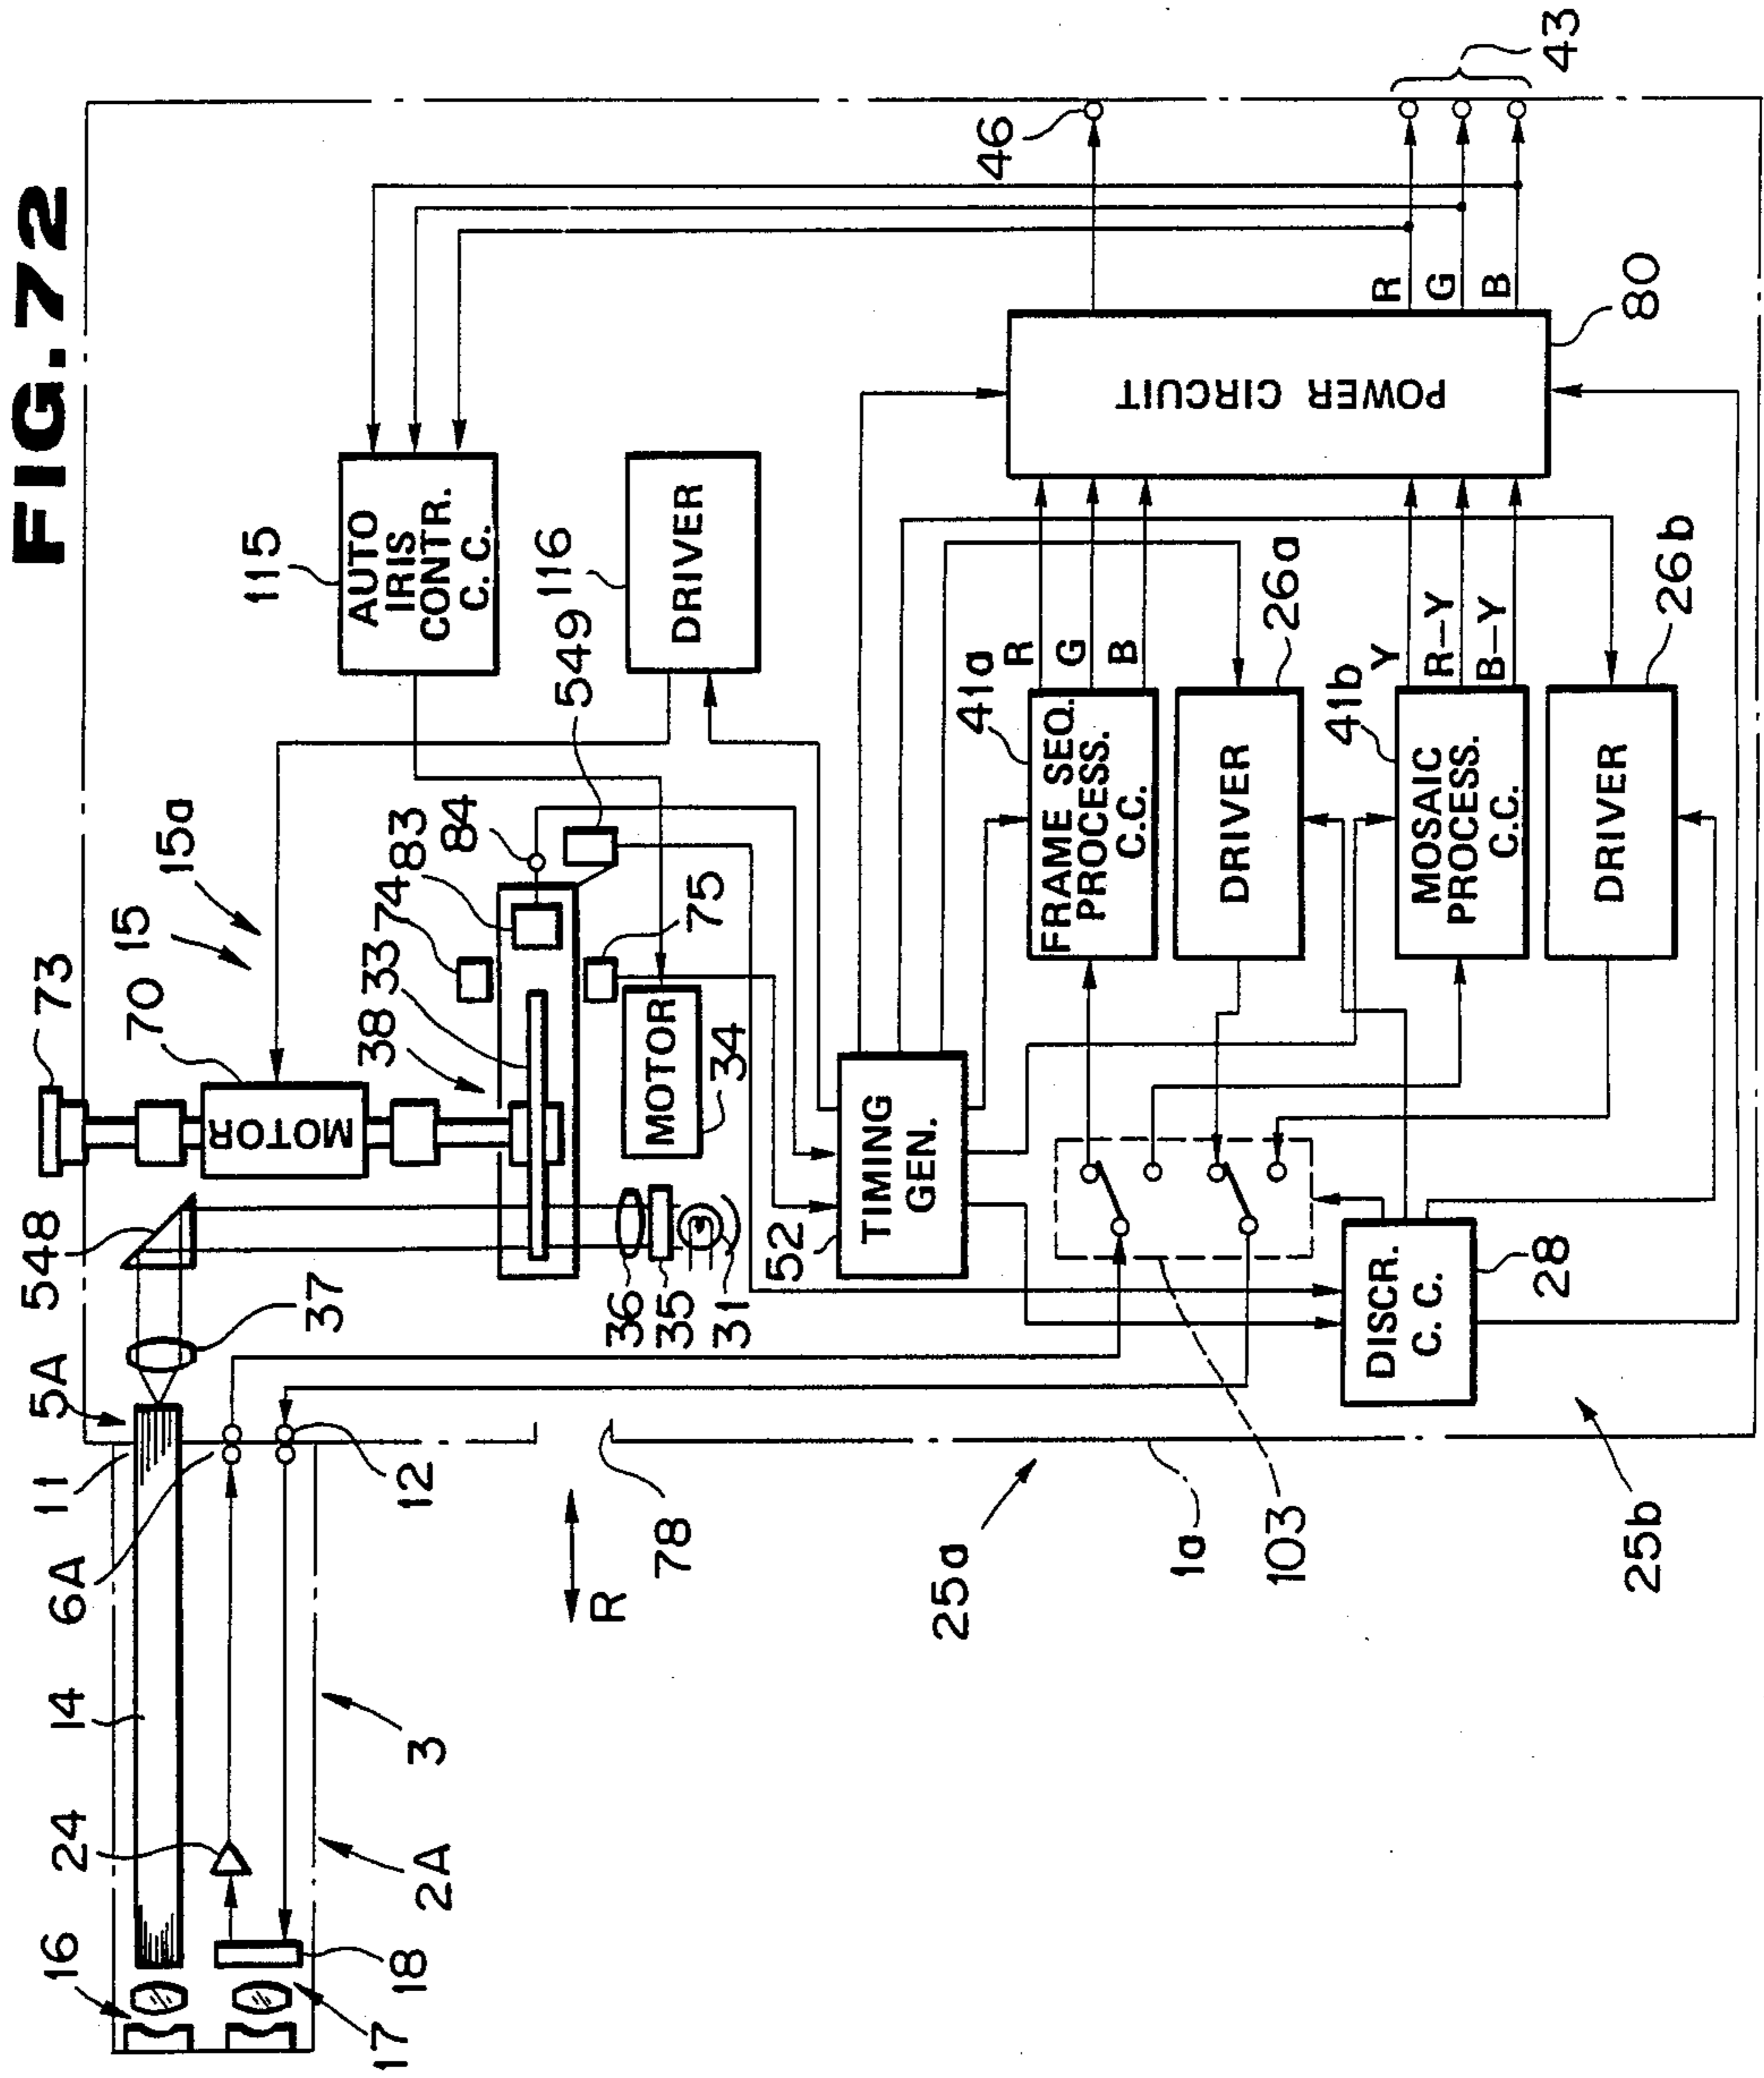 FIG. 72
73
15
15a
70
MOTOR
548
37
5A
11
6A
14
24
16
17
18
2A
3
12
R
78
38
33
74
83
84
549
75
MOTOR
34
36
35
31
115
AUTO
IRIS
CONTR.
C. C.
116
DRIVER
52
TIMING
GEN.
46
43
R
G
B
POWER CIRCUIT
80
41a
R
G
B
FRAME SEQ.
PROCESS.
C.C.
DRIVER
26a
41b
Y
R-Y
B-Y
MOSAIC
PROCESS.
C.C.
DRIVER
26b
DISCR.
C. C.
28
25a
1a
103
25b